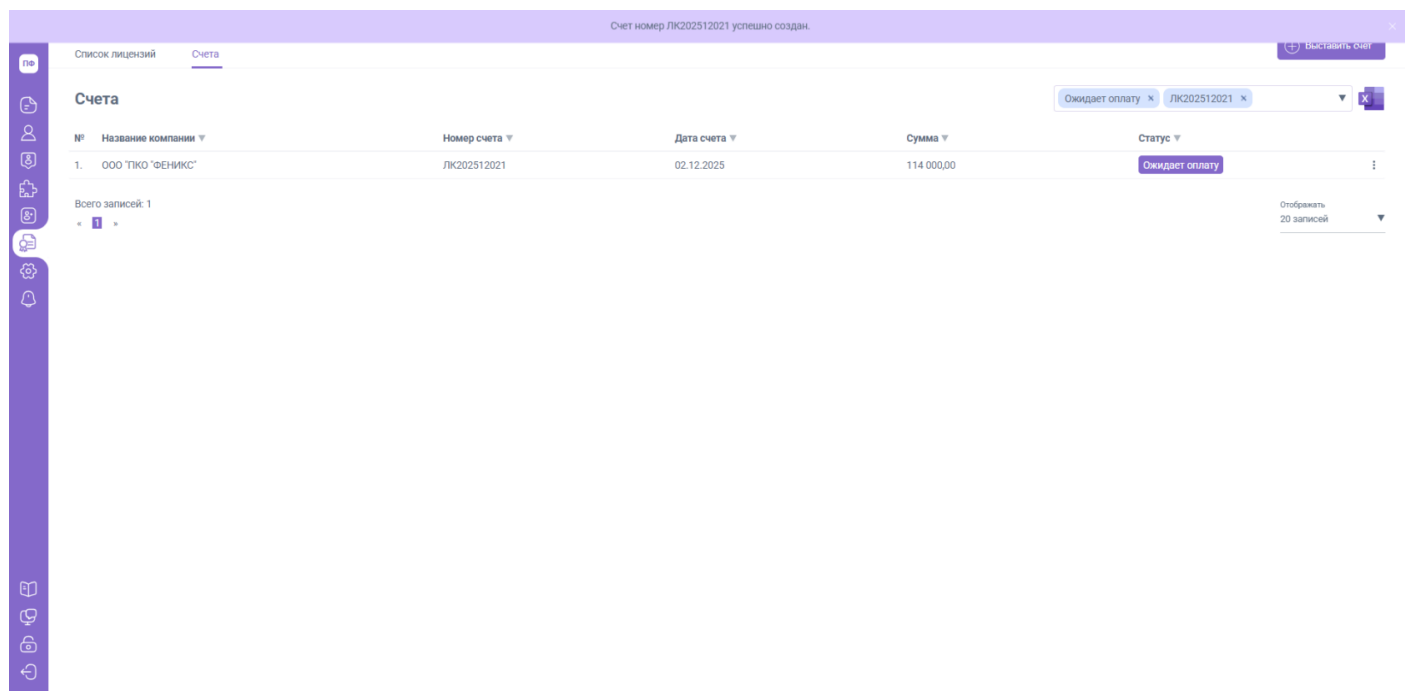 Счет номер ЛК202512021 успешно создан.
ПФ
Список лицензий Счета
Выставить счет
Счета
Ожидает оплату × ЛК202512021 ×
№ Название компании Номер счета Дата счета Сумма Статус
1. ООО "ПКО "ФЕНИКС" ЛК202512021 02.12.2025 114 000,00 Ожидает оплату
Всего записей: 1
Отображать
« 1 » 20 записей